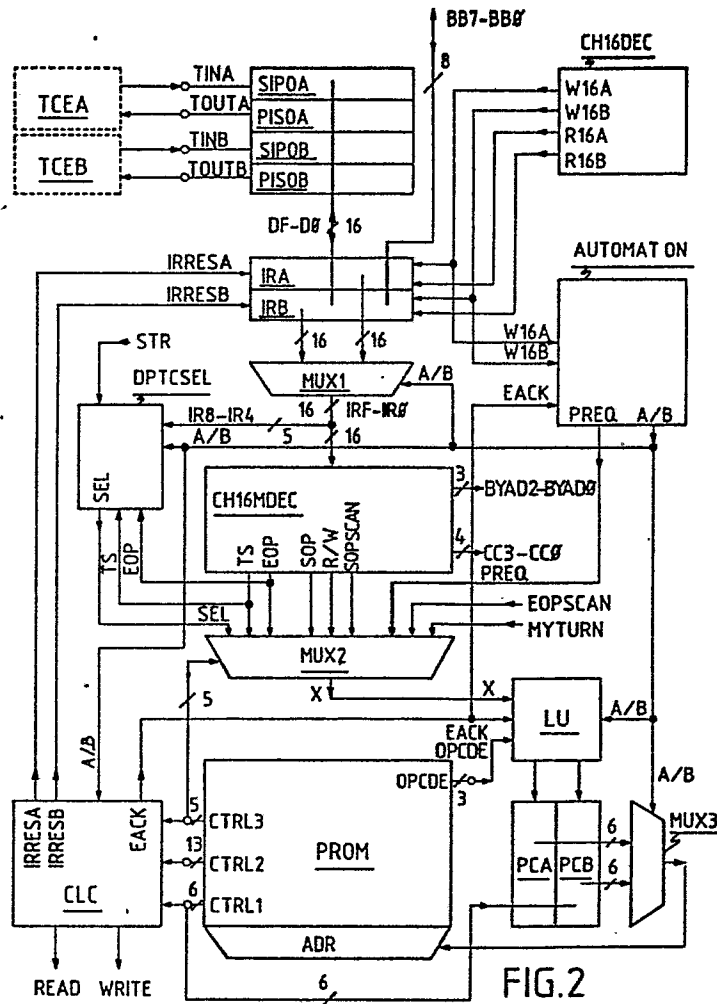 BB7-BB0
CH16DEC
8
TINA
SIPOA
W16A
TCEA
TOUTA
PISOA
W16B
TINB
SIPOB
R16A
TCEB
TOUTB
PISOB
R16B
DF-D0 16
AUTOMAT ON
IRRESA
IRA
IRRESB
IRB
W16A
STR
16
16
W16B
DPTCSEL
MUX1
A/B
EACK
16
IRF-IR0
PREQ
A/B
IR8-IR4
A/B
5
16
SEL
CH16MDEC
3
BYAD2-BYAD0
TS
EOP
TS
EOP
SOP
R/W
SOPSCAN
4
CC3-CC0
PREQ
EOPSCAN
SEL
MYTURN
MUX2
5
X
X
LU
A/B
A/B
EACK
OPCDE
OPCDE
3
A/B
IRRESA
IRRESB
EACK
5
CTRL3
PROM
MUX3
13
CTRL2
PCA
PCB
6
6
CLC
6
CTRL1
ADR
READ
WRITE
6
FIG.2